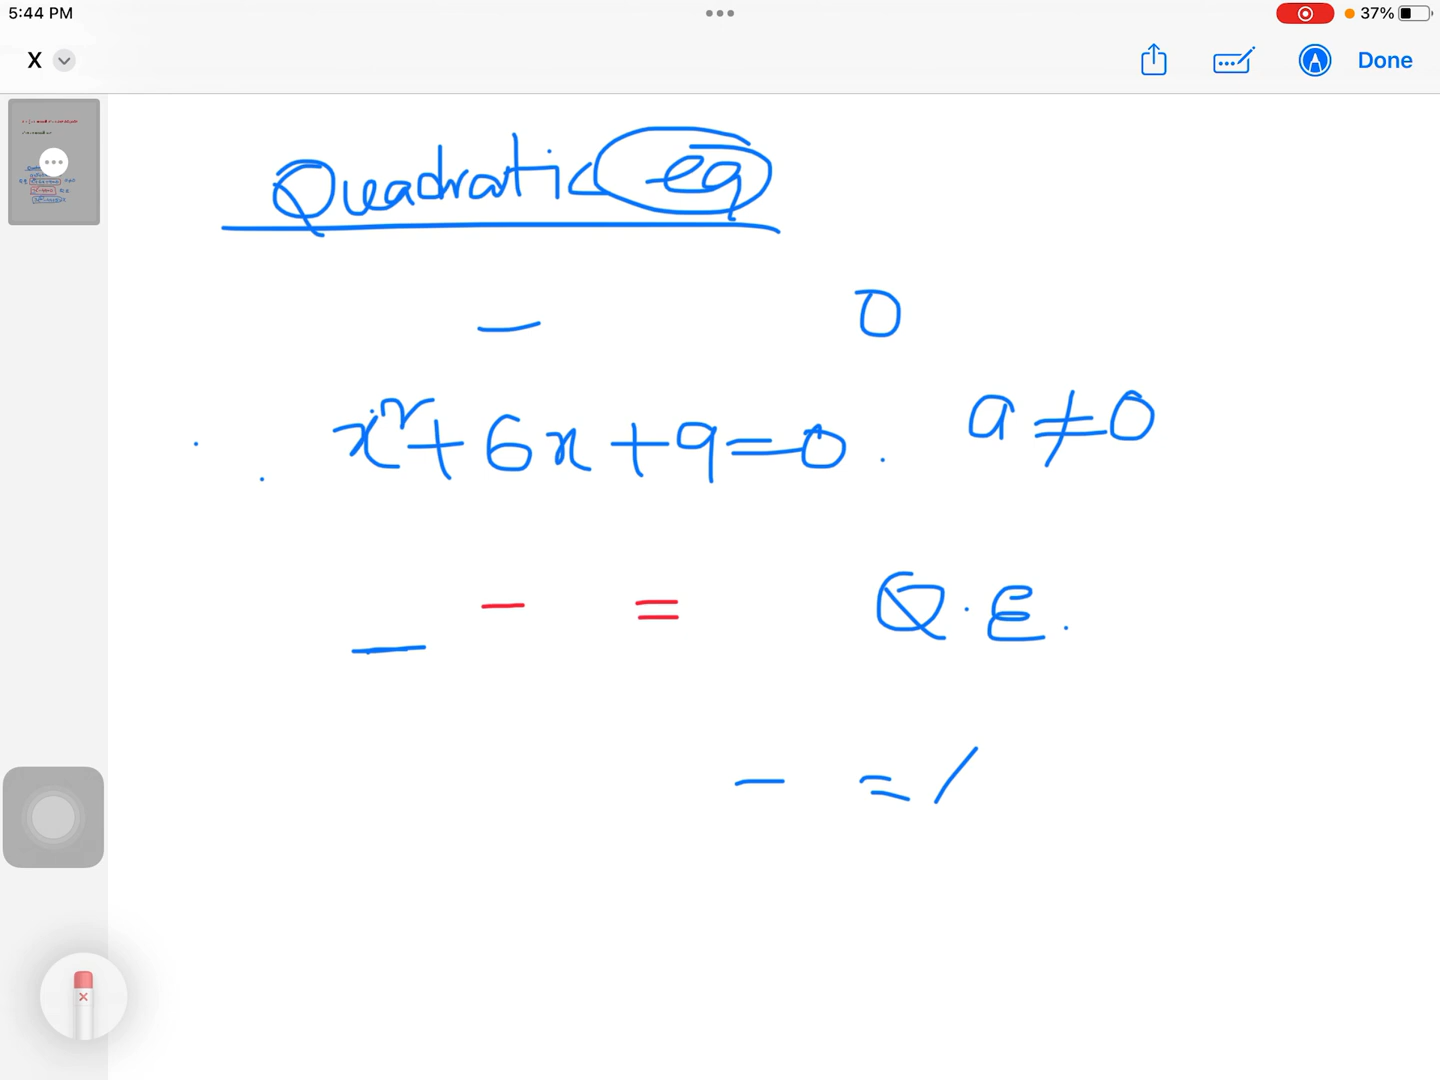 5:44 PM
37%
X
Done
Quadratic eq
— 0
x² + 6x + 9 = 0. a ≠ 0
— — = Q.E.
— = /